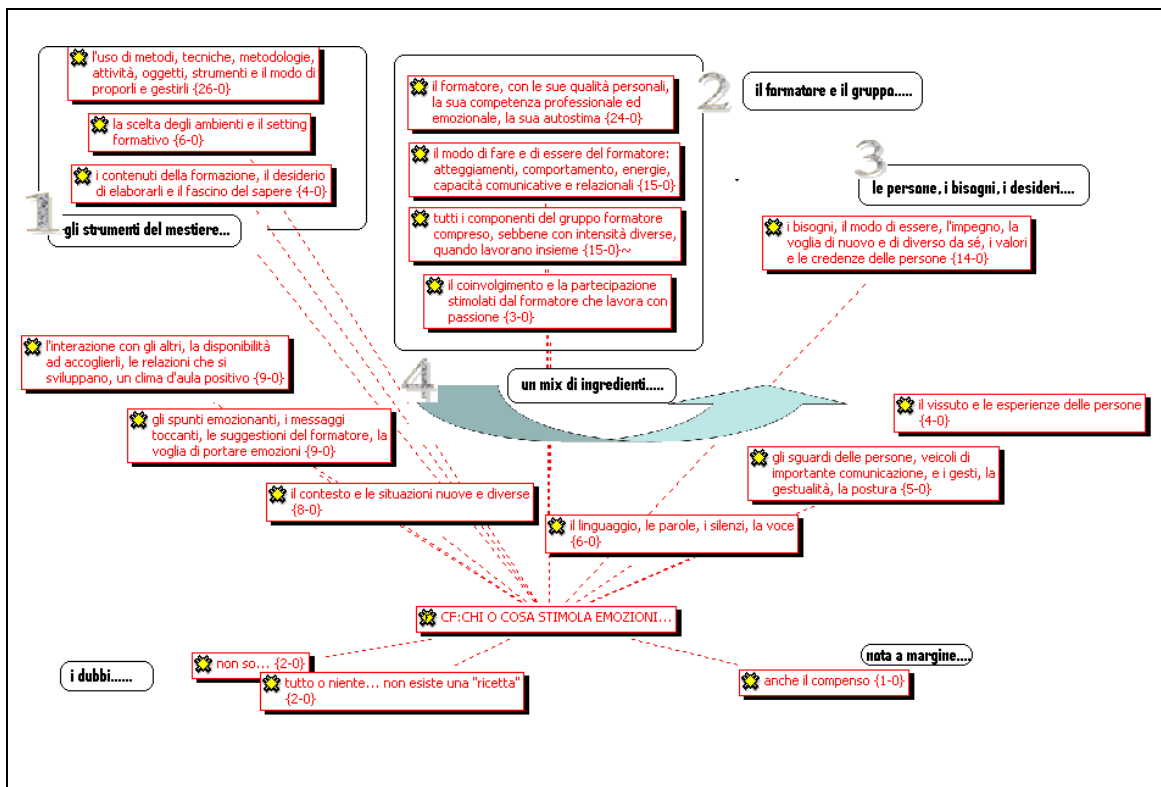 l'uso di metodi, tecniche, metodologie,
attività, oggetti, strumenti e il modo di
proporli e gestirli {26-0}
la scelta degli ambienti e il setting
formativo {6-0}
i contenuti della formazione, il desiderio
di elaborarli e il fascino del sapere {4-0}
1
gli strumenti del mestiere...
il formatore, con le sue qualità personali,
la sua competenza professionale ed
emozionale, la sua autostima {24-0}
il modo di fare e di essere del formatore:
atteggiamenti, comportamento, energie,
capacità comunicative e relazionali {15-0}
tutti i componenti del gruppo formatore
compreso, sebbene con intensità diverse,
quando lavorano insieme {15-0}~
il coinvolgimento e la partecipazione
stimolati dal formatore che lavora con
passione {3-0}
2
il formatore e il gruppo.....
3
le persone, i bisogni, i desideri....
i bisogni, il modo di essere, l'impegno, la
voglia di nuovo e di diverso da sé, i valori
e le credenze delle persone {14-0}
l'interazione con gli altri, la disponibilità
ad accoglierli, le relazioni che si
sviluppano, un clima d'aula positivo {9-0}
4
un mix di ingredienti.....
gli spunti emozionanti, i messaggi
toccanti, le suggestioni del formatore, la
voglia di portare emozioni {9-0}
il vissuto e le esperienze delle persone
{4-0}
gli sguardi delle persone, veicoli di
importante comunicazione, e i gesti, la
gestualità, la postura {5-0}
il contesto e le situazioni nuove e diverse
{8-0}
il linguaggio, le parole, i silenzi, la voce
{6-0}
F
CF:CHI O COSA STIMOLA EMOZIONI...
i dubbi......
non so... {2-0}
tutto o niente... non esiste una "ricetta"
{2-0}
nota a margine....
anche il compenso {1-0}